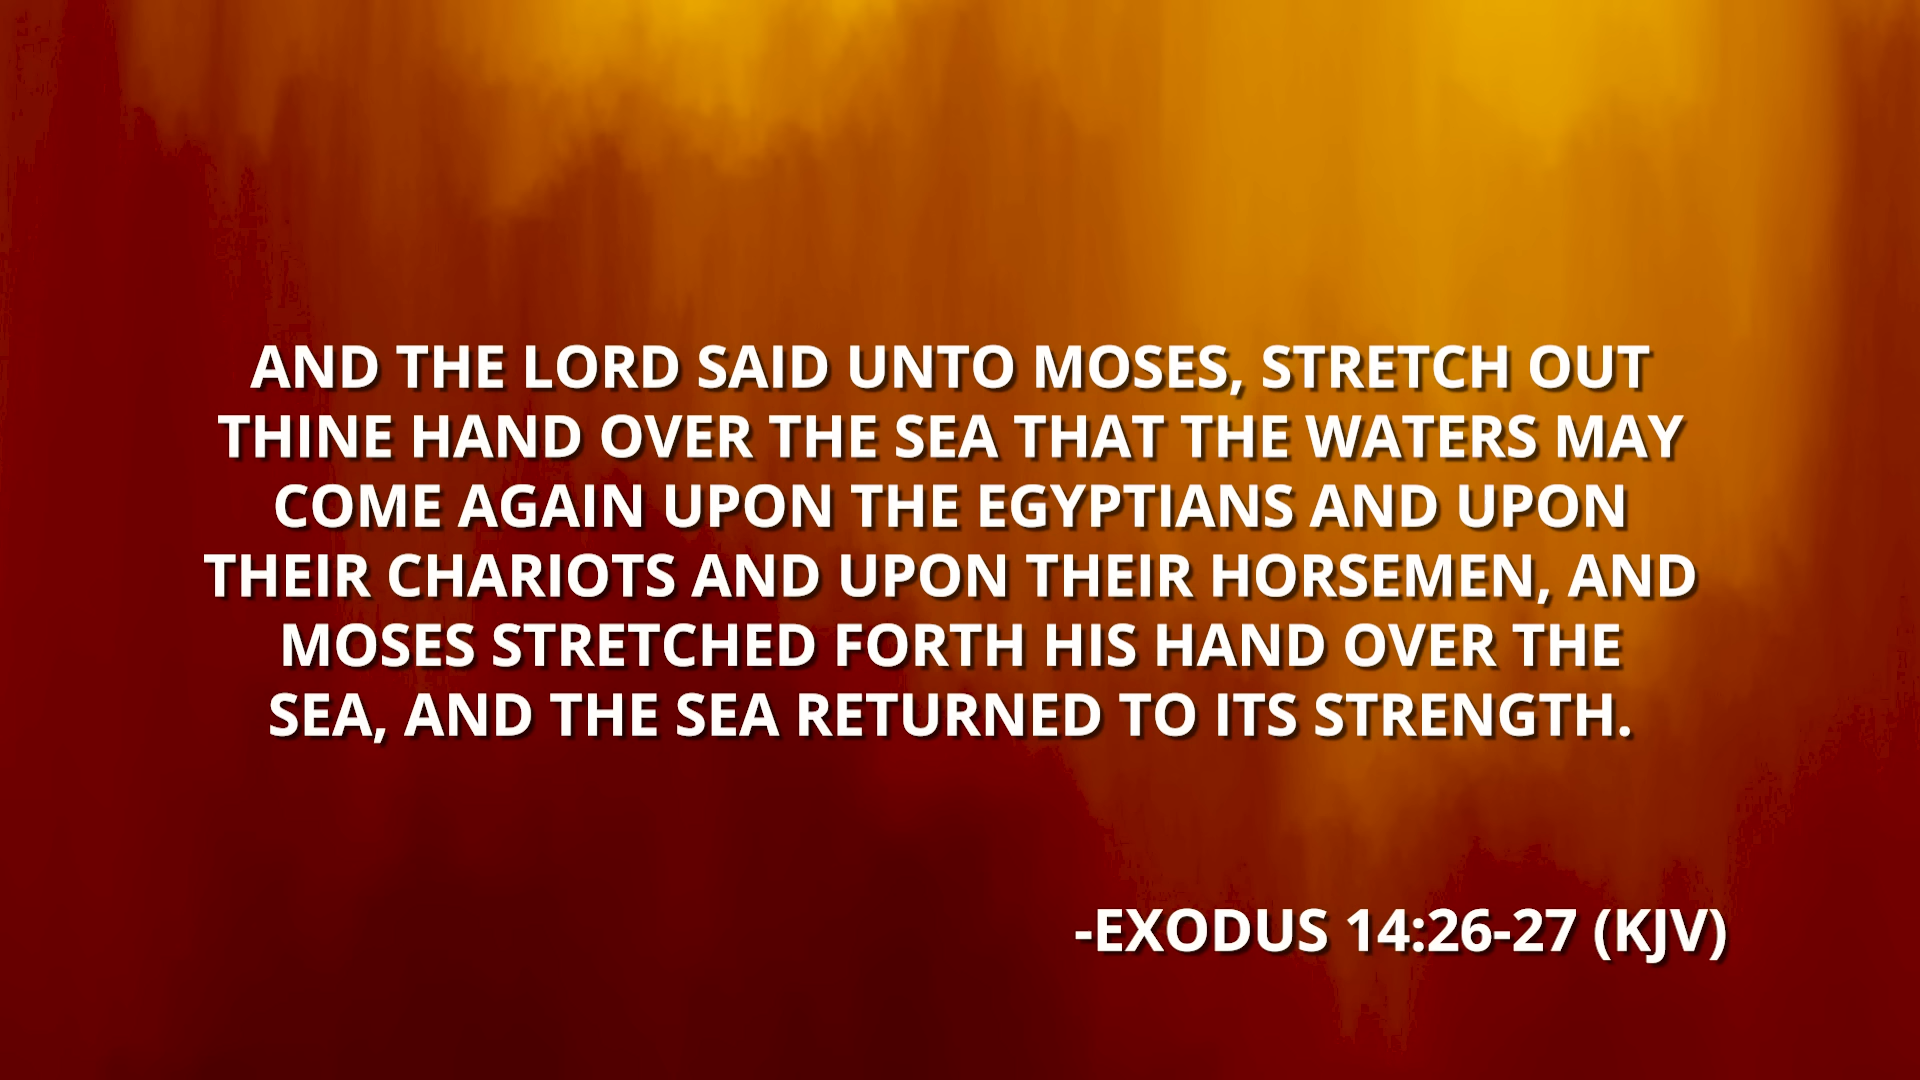 AND THE LORD SAID UNTO MOSES, STRETCH OUT
THINE HAND OVER THE SEA THAT THE WATERS MAY
COME AGAIN UPON THE EGYPTIANS AND UPON
THEIR CHARIOTS AND UPON THEIR HORSEMEN, AND
MOSES STRETCHED FORTH HIS HAND OVER THE
SEA, AND THE SEA RETURNED TO ITS STRENGTH.
-EXODUS 14:26-27 (KJV)